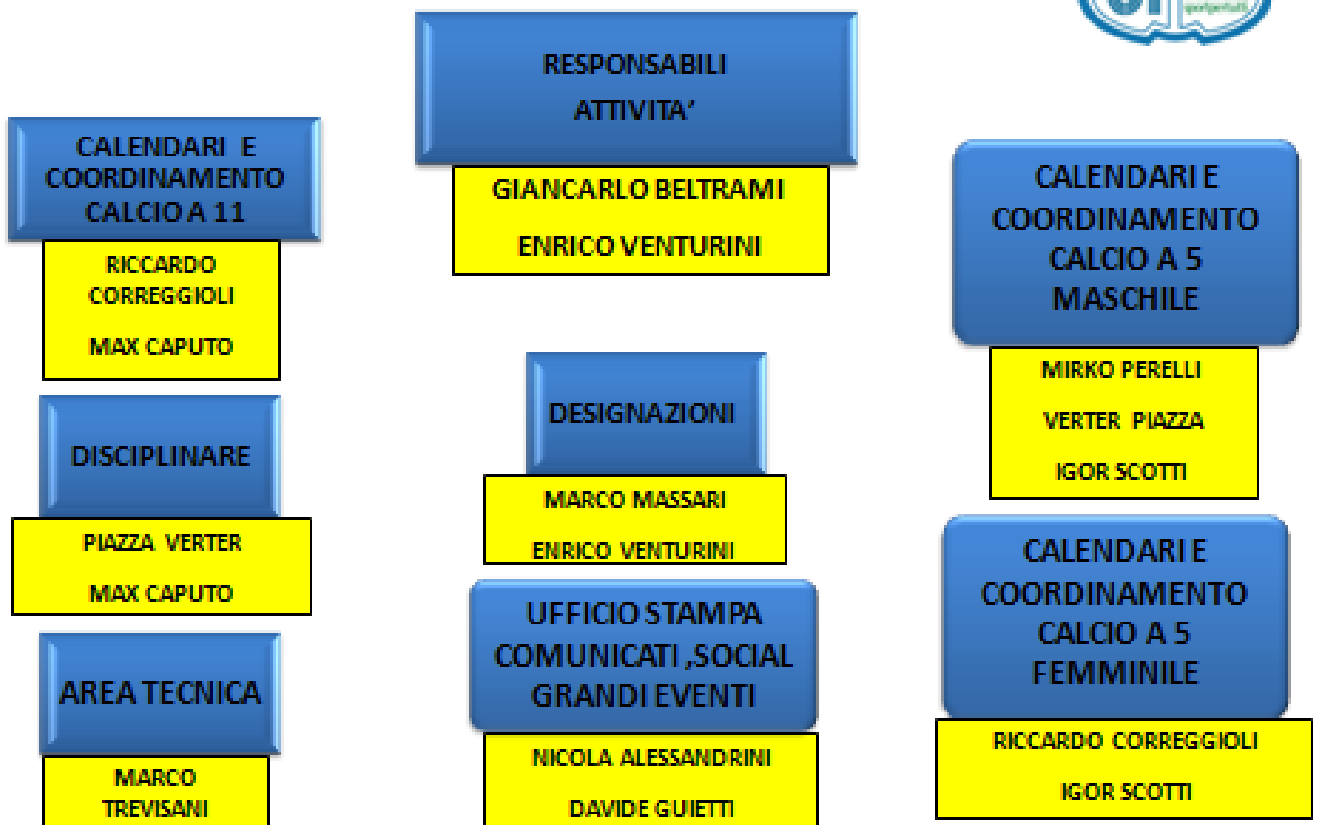 RESPONSABILI
ATTIVITA’
GIANCARLO BELTRAMI
ENRICO VENTURINI
CALENDARI E
COORDINAMENTO
CALCIO A 11
RICCARDO
CORREGGIOLI
MAX CAPUTO
DISCIPLINARE
PIAZZA VERTER
MAX CAPUTO
AREA TECNICA
MARCO
TREVISANI
DESIGNAZIONI
MARCO MASSARI
ENRICO VENTURINI
UFFICIO STAMPA
COMUNICATI ,SOCIAL
GRANDI EVENTI
NICOLA ALESSANDRINI
DAVIDE GUIETTI
CALENDARI E
COORDINAMENTO
CALCIO A 5
MASCHILE
MIRKO PERELLI
VERTER PIAZZA
IGOR SCOTTI
CALENDARI E
COORDINAMENTO
CALCIO A 5
FEMMINILE
RICCARDO CORREGGIOLI
IGOR SCOTTI